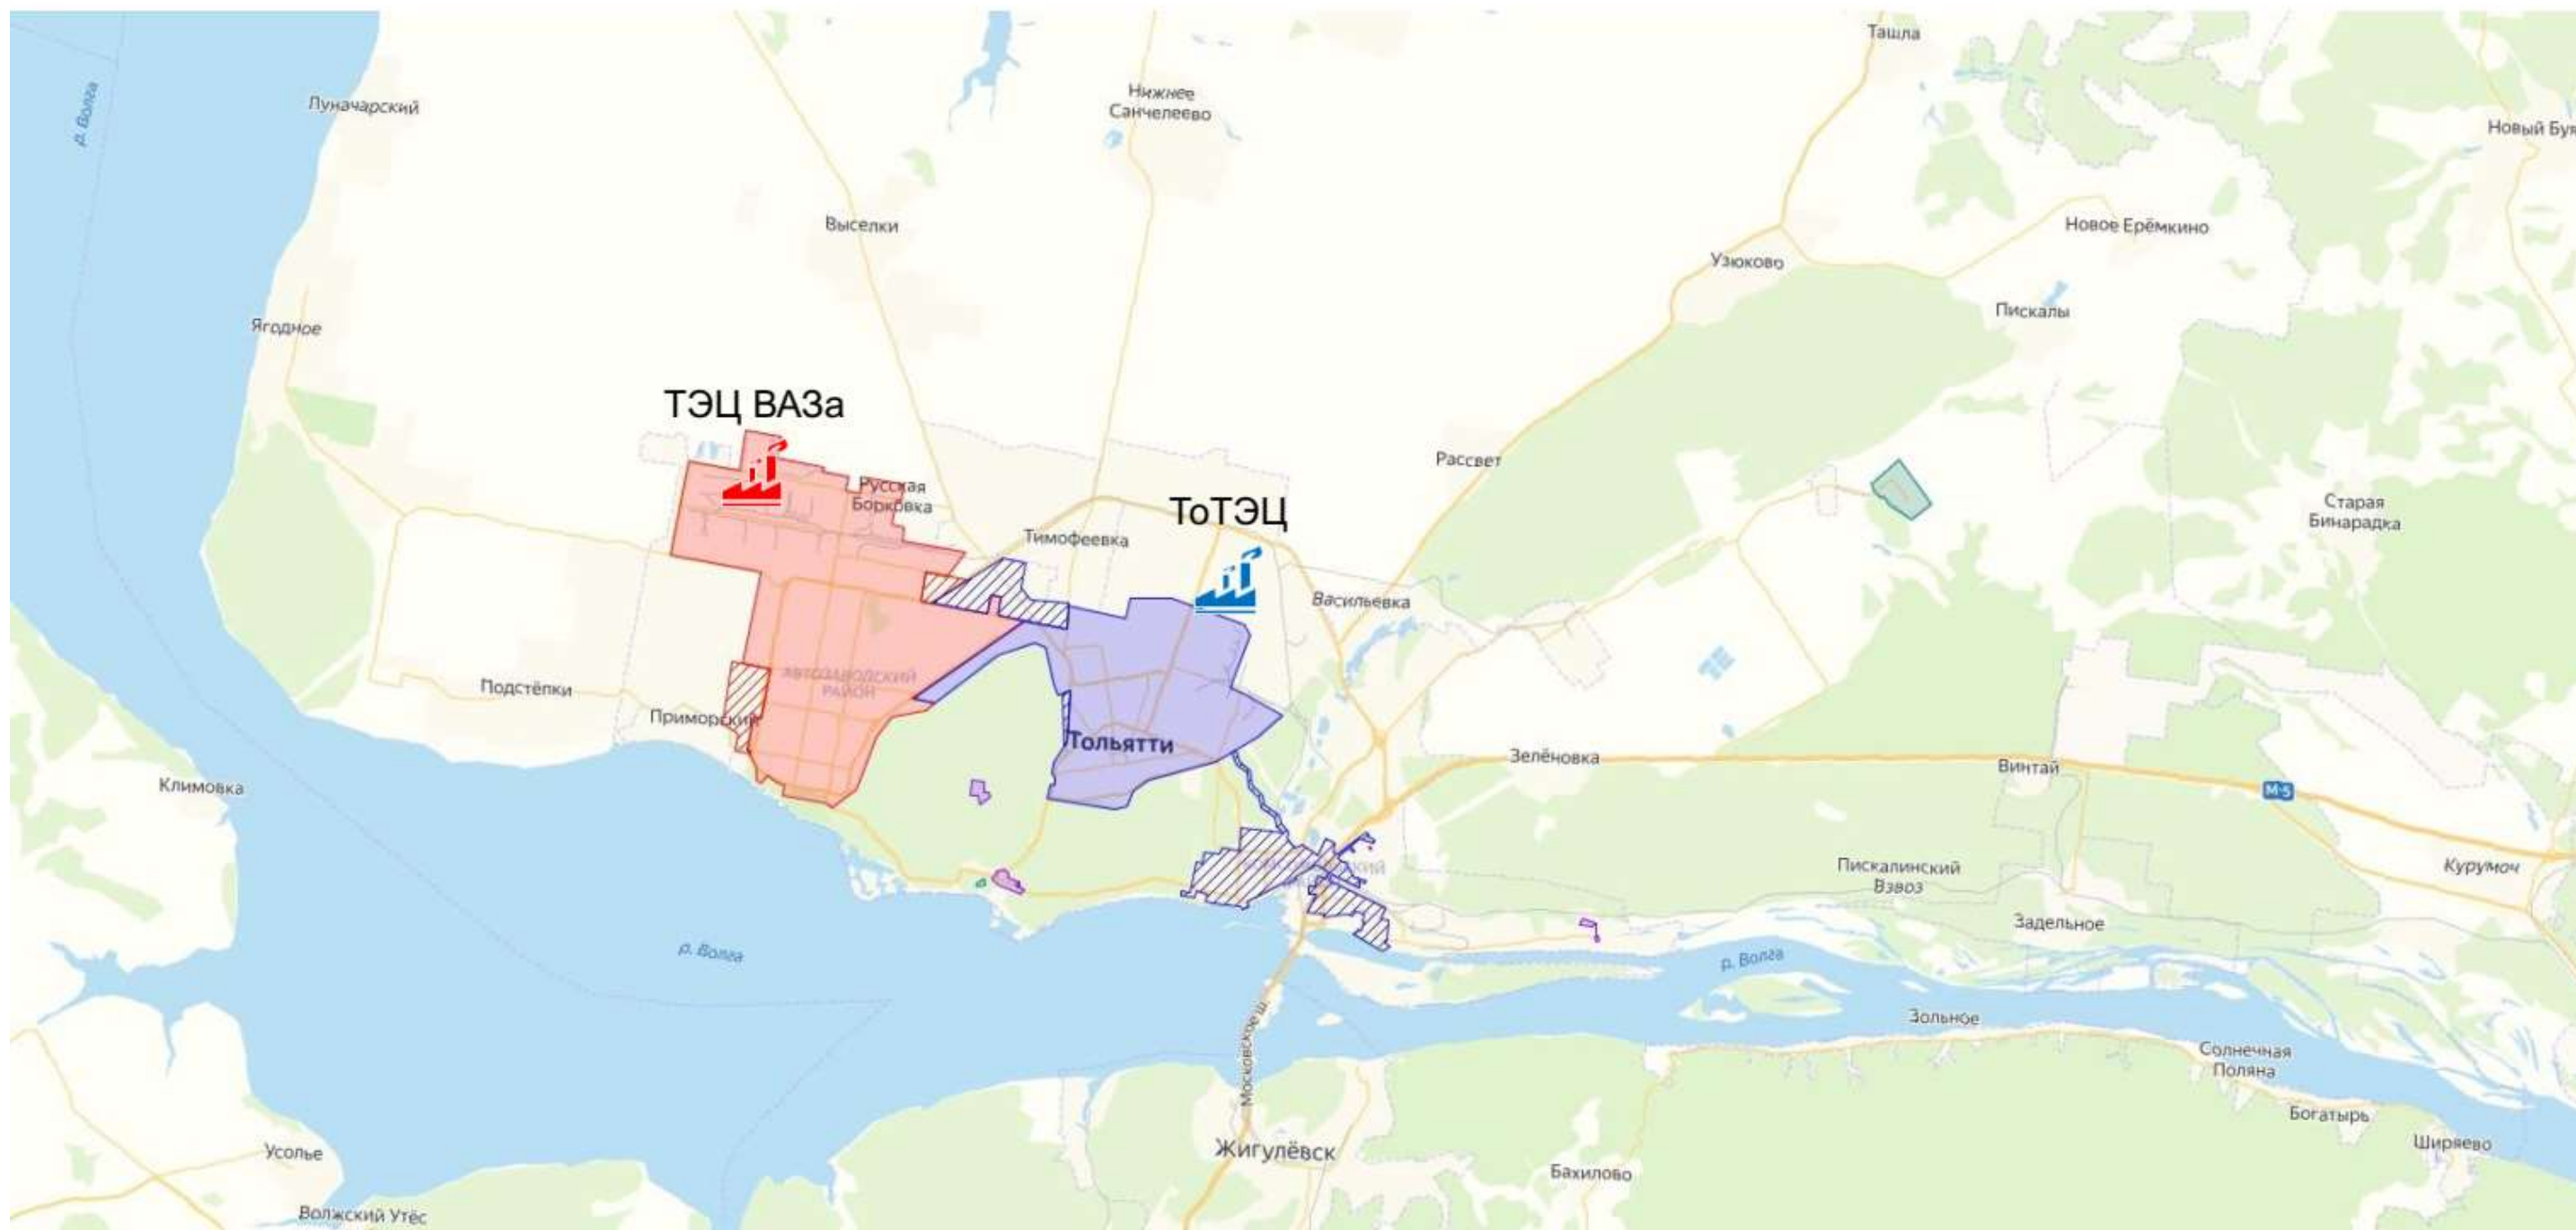 Ташла
р. Волга
Луначарский
Нижнее
Санчелеево
Новый Буя
Выселки
Новое Ерёмкино
Узюково
Пискалы
Ягодное
ТЭЦ ВАЗа
Рассвет
Русская
Борковка
ТоТЭЦ
Старая
Бинарадка
Тимофеевка
Васильевка
АВТОЗАВОДСКИЙ
РАЙОН
Подстёпки
Приморский
Тольятти
Зелёновка
Винтай
Климовка
М-5
Пискалинский
Взвоз
Курумоч
Задельное
р. Волга
р. Волга
Зольное
Московское ш.
Солнечная
Поляна
Богатырь
Жигулёвск
Ширяево
Усолье
Бахилово
Волжский Утёс